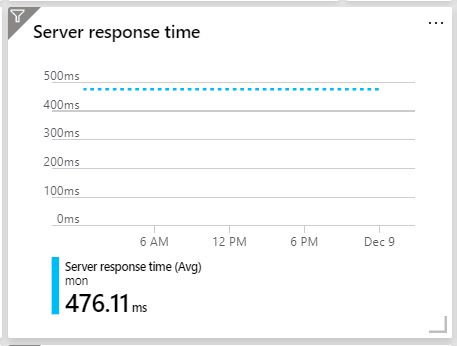 Server response time
500ms
400ms
300ms
200ms
100ms
0ms
6 AM 12 PM 6 PM Dec 9
Server response time (Avg)
mon
476.11 ms